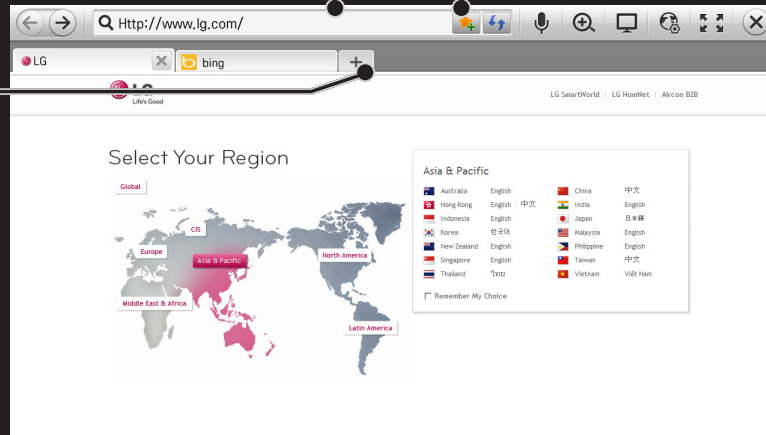 Http://www.lg.com/
LG
bing
LG
Life's Good
LG SmartWorld | LG HomNet | Aircon B2B
Select Your Region
Global
CIS
Europe
Asia & Pacific
North America
Middle East & Africa
Latin America
Asia & Pacific
Australia English China 中文
Hong Kong English | 中文 India English
Indonesia English Japan 日本語
Korea 한국어 Malaysia English
New Zealand English Philippine English
Singapore English Taiwan 中文
Thailand ไทย Vietnam Việt Nam
Remember My Choice